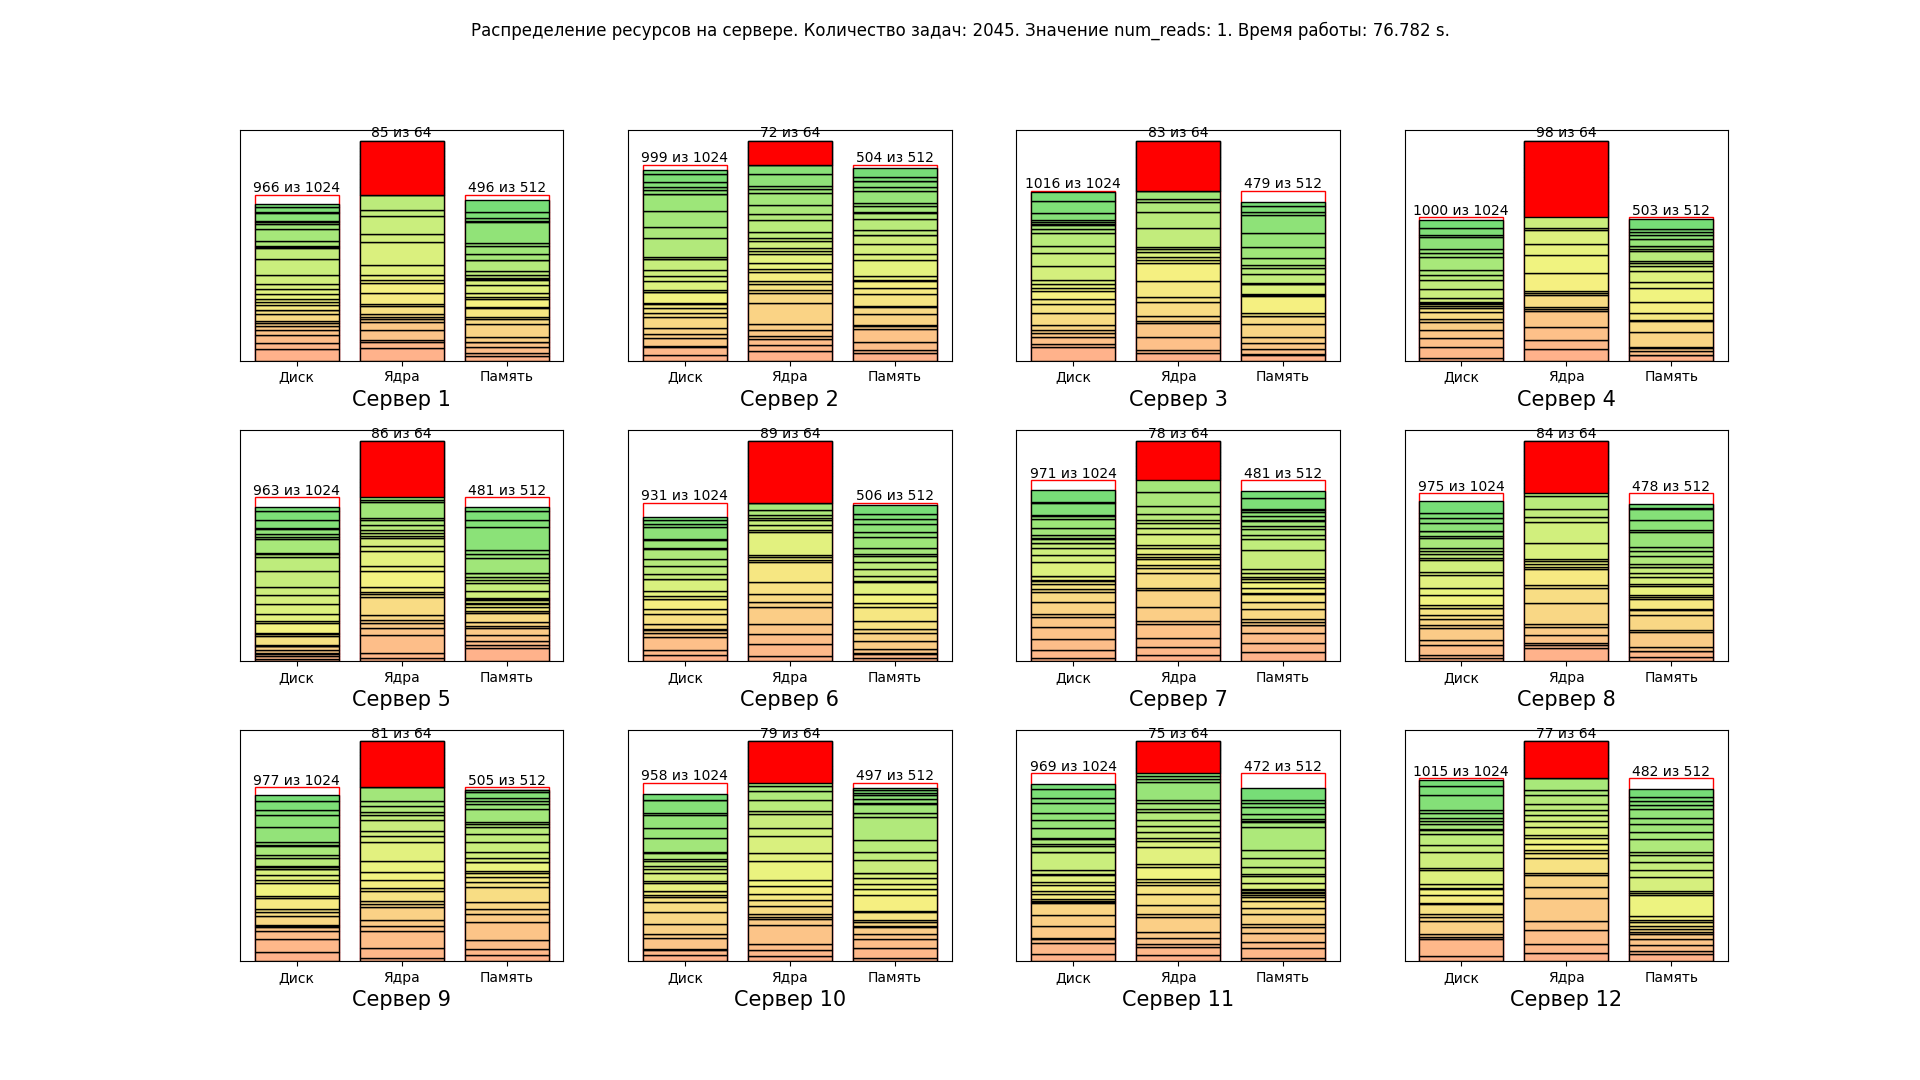 Распределение ресурсов на сервере. Количество задач: 2045. Значение num_reads: 1. Время работы: 76.782 s.
966 из 1024
85 из 64
496 из 512
Диск
Ядра
Память
Сервер 1
999 из 1024
72 из 64
504 из 512
Диск
Ядра
Память
Сервер 2
1016 из 1024
83 из 64
479 из 512
Диск
Ядра
Память
Сервер 3
1000 из 1024
98 из 64
503 из 512
Диск
Ядра
Память
Сервер 4
963 из 1024
86 из 64
481 из 512
Диск
Ядра
Память
Сервер 5
931 из 1024
89 из 64
506 из 512
Диск
Ядра
Память
Сервер 6
971 из 1024
78 из 64
481 из 512
Диск
Ядра
Память
Сервер 7
975 из 1024
84 из 64
478 из 512
Диск
Ядра
Память
Сервер 8
977 из 1024
81 из 64
505 из 512
Диск
Ядра
Память
Сервер 9
958 из 1024
79 из 64
497 из 512
Диск
Ядра
Память
Сервер 10
969 из 1024
75 из 64
472 из 512
Диск
Ядра
Память
Сервер 11
1015 из 1024
77 из 64
482 из 512
Диск
Ядра
Память
Сервер 12